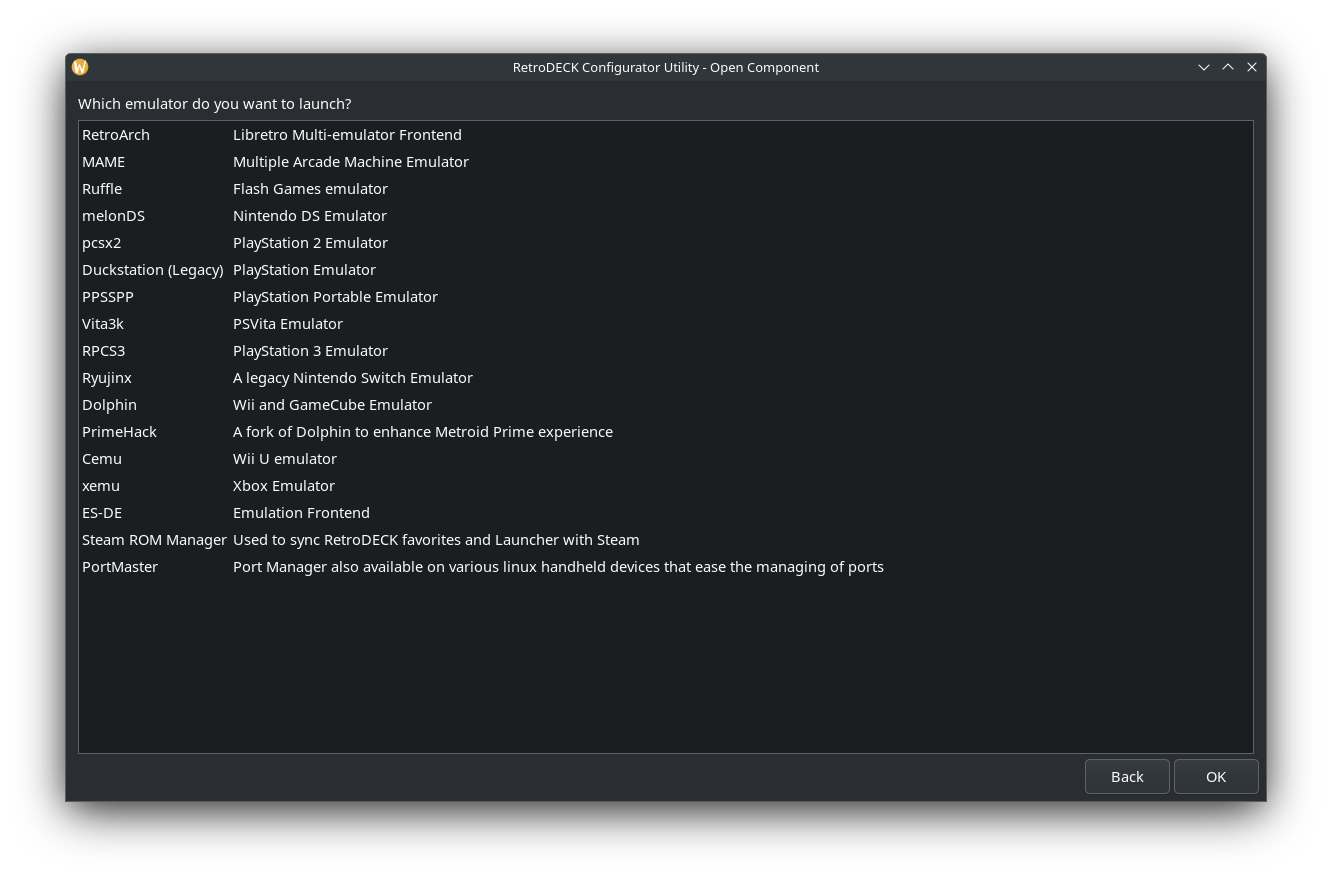 RetroDECK Configurator Utility - Open Component
Which emulator do you want to launch?
RetroArch Libretro Multi-emulator Frontend
MAME Multiple Arcade Machine Emulator
Ruffle Flash Games emulator
melonDS Nintendo DS Emulator
pcsx2 PlayStation 2 Emulator
Duckstation (Legacy) PlayStation Emulator
PPSSPP PlayStation Portable Emulator
Vita3k PSVita Emulator
RPCS3 PlayStation 3 Emulator
Ryujinx A legacy Nintendo Switch Emulator
Dolphin Wii and GameCube Emulator
PrimeHack A fork of Dolphin to enhance Metroid Prime experience
Cemu Wii U emulator
xemu Xbox Emulator
ES-DE Emulation Frontend
Steam ROM Manager Used to sync RetroDECK favorites and Launcher with Steam
PortMaster Port Manager also available on various linux handheld devices that ease the managing of ports
Back OK